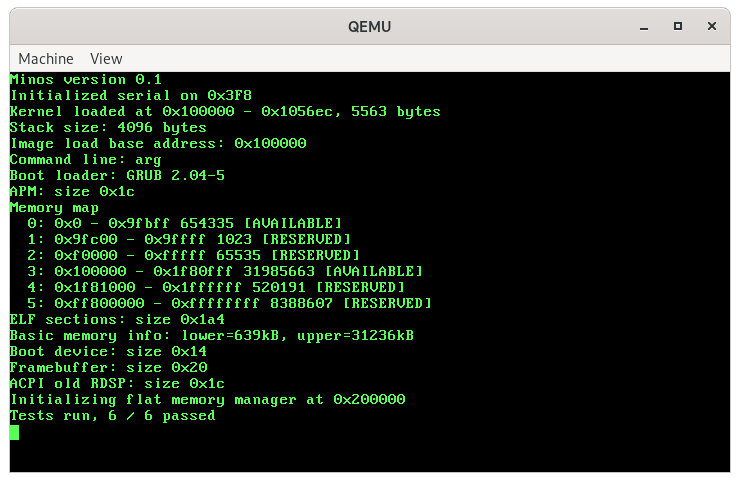 QEMU
Machine View
Minos version 0.1
Initialized serial on 0x3F8
Kernel loaded at 0x100000 - 0x1056ec, 5563 bytes
Stack size: 4096 bytes
Image load base address: 0x100000
Command line: arg
Boot loader: GRUB 2.04-5
APM: size 0x1c
Memory map
  0: 0x0 - 0x9fbff 654335 [AVAILABLE]
  1: 0x9fc00 - 0x9ffff 1023 [RESERVED]
  2: 0xf0000 - 0xfffff 65535 [RESERVED]
  3: 0x100000 - 0x1f80fff 31985663 [AVAILABLE]
  4: 0x1f81000 - 0x1ffffff 520191 [RESERVED]
  5: 0xff800000 - 0xffffffff 8388607 [RESERVED]
ELF sections: size 0x1a4
Basic memory info: lower=639kB, upper=31236kB
Boot device: size 0x14
Framebuffer: size 0x20
ACPI old RDSP: size 0x1c
Initializing flat memory manager at 0x200000
Tests run, 6 / 6 passed